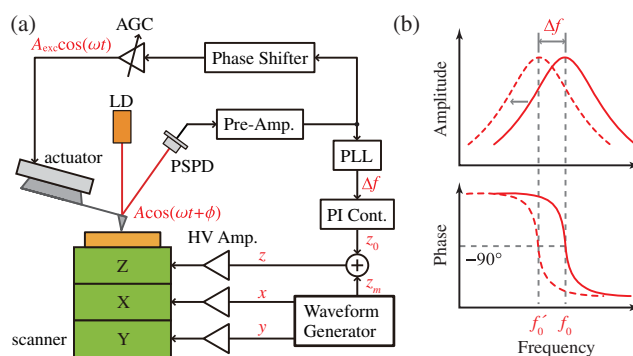 (a)
AGC
A_exc cos(ωt)
Phase Shifter
LD
Pre-Amp.
PSPD
actuator
PLL
Δf
A cos(ωt+ϕ)
PI Cont.
HV Amp.
z_0
Z
z
z_m
X
x
Waveform
Generator
Y
y
scanner
(b)
Δf
Amplitude
Phase
−90°
f_0´
f_0
Frequency